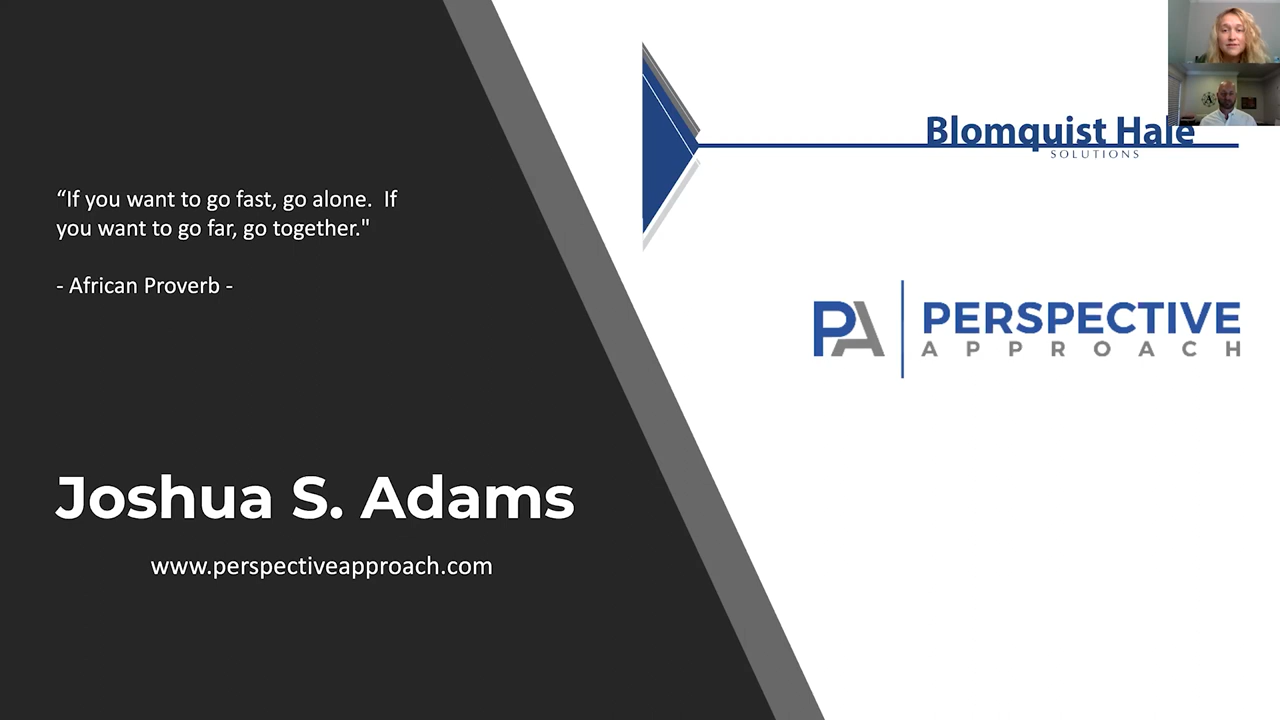 “If you want to go fast, go alone.  If
you want to go far, go together."
- African Proverb -
Joshua S. Adams
www.perspectiveapproach.com
Blomquist Hale
SOLUTIONS
PA
PERSPECTIVE
APPROACH